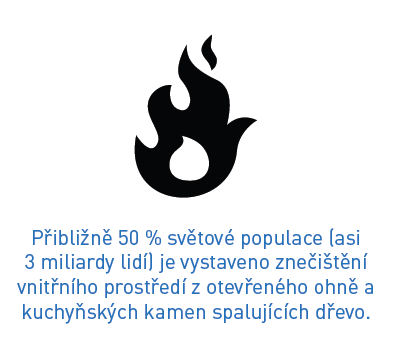 Přibližně 50 % světové populace (asi
3 miliardy lidí) je vystaveno znečištění
vnitřního prostředí z otevřeného ohně a
kuchyňských kamen spalujících dřevo.